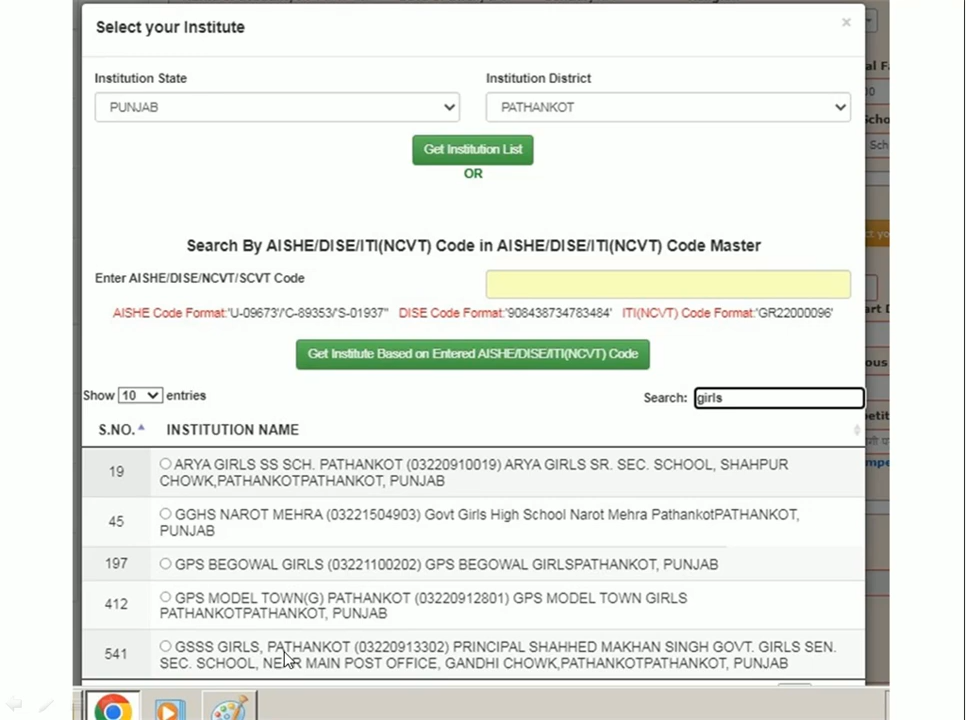 Select your Institute ×
Institution State Institution District
PUNJAB PATHANKOT
Get Institution List
OR
Search By AISHE/DISE/ITI(NCVT) Code in AISHE/DISE/ITI(NCVT) Code Master
Enter AISHE/DISE/NCVT/SCVT Code
AISHE Code Format:'U-09673'/'C-89353/'S-01937" DISE Code Format:'908438734783484' ITI(NCVT) Code Format:'GR22000096'
Get Institute Based on Entered AISHE/DISE/ITI(NCVT) Code
Show 10 entries Search: girls
S.NO. INSTITUTION NAME
19 ARYA GIRLS SS SCH. PATHANKOT (03220910019) ARYA GIRLS SR. SEC. SCHOOL, SHAHPUR
CHOWK,PATHANKOTPATHANKOT, PUNJAB
45 GGHS NAROT MEHRA (03221504903) Govt Girls High School Narot Mehra PathankotPATHANKOT,
PUNJAB
197 GPS BEGOWAL GIRLS (03221100202) GPS BEGOWAL GIRLSPATHANKOT, PUNJAB
412 GPS MODEL TOWN(G) PATHANKOT (03220912801) GPS MODEL TOWN GIRLS
PATHANKOTPATHANKOT, PUNJAB
541 GSSS GIRLS, PATHANKOT (03220913302) PRINCIPAL SHAHHED MAKHAN SINGH GOVT. GIRLS SEN.
SEC. SCHOOL, NEAR MAIN POST OFFICE, GANDHI CHOWK,PATHANKOTPATHANKOT, PUNJAB